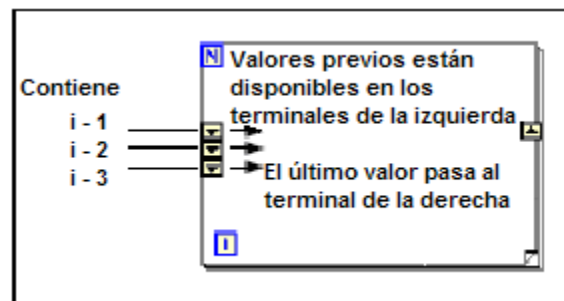 N
Valores previos están
disponibles en los
terminales de la izquierda
Contiene
i - 1
i - 2
i - 3
El último valor pasa al
terminal de la derecha
i